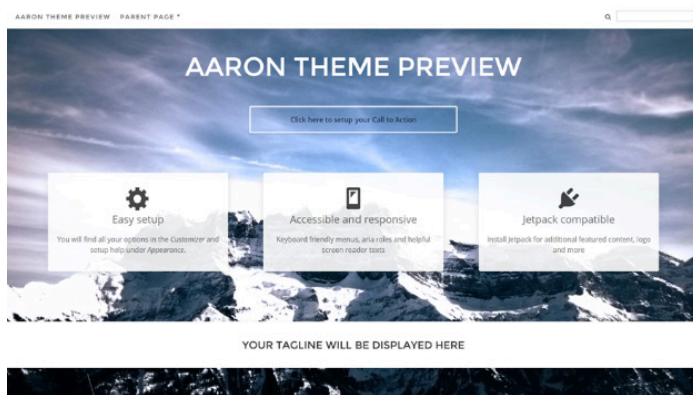 AARON THEME PREVIEW PARENT PAGE
AARON THEME PREVIEW
Click here to setup your Call to Action
Easy setup
You will find all your options in the Customizer and
setup help under Appearance.
Accessible and responsive
Keyboard friendly menus, aria roles and helpful
screen reader texts
Jetpack compatible
Install Jetpack for additional featured content, logo
and more
YOUR TAGLINE WILL BE DISPLAYED HERE